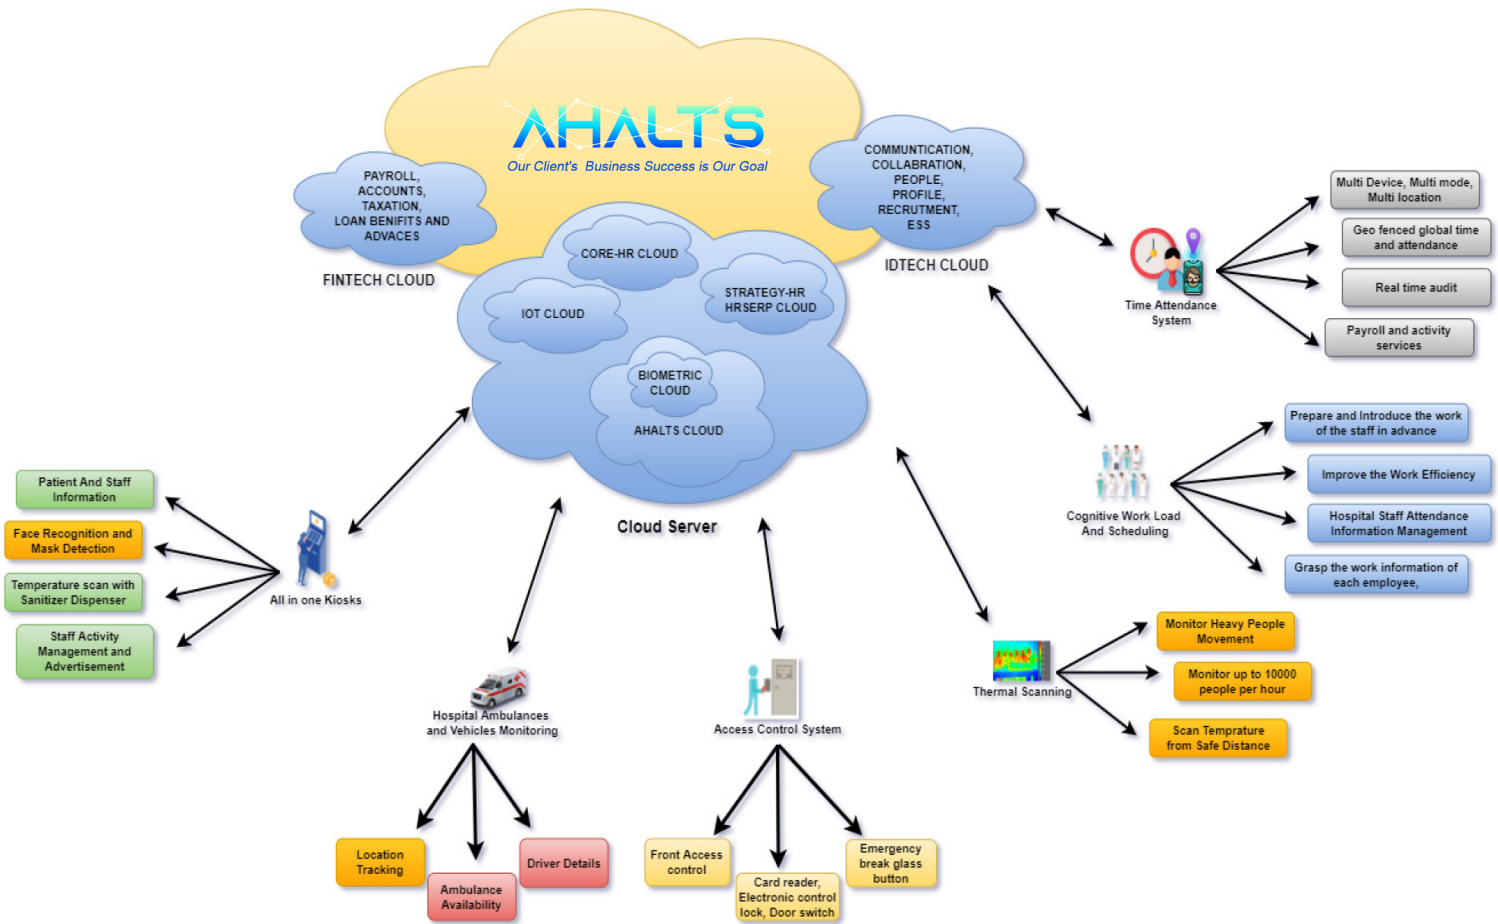 AHALTS
Our Client's Business Success is Our Goal
PAYROLL,
ACCOUNTS,
TAXATION,
LOAN BENIFITS AND
ADVACES
FINTECH CLOUD
COMMUNTICATION,
COLLABRATION,
PEOPLE,
PROFILE,
RECRUTMENT,
ESS
IDTECH CLOUD
CORE-HR CLOUD
IOT CLOUD
STRATEGY-HR
HRSERP CLOUD
BIOMETRIC
CLOUD
AHALTS CLOUD
Cloud Server
Time Attendance
System
Multi Device, Multi mode,
Multi location
Geo fenced global time
and attendance
Real time audit
Payroll and activity
services
Cognitive Work Load
And Scheduling
Prepare and Introduce the work
of the staff in advance
Improve the Work Efficiency
Hospital Staff Attendance
Information Management
Grasp the work information of
each employee,
Patient And Staff
Information
Face Recognition and
Mask Detection
Temperature scan with
Sanitizer Dispenser
Staff Activity
Management and
Advertisement
All in one Kiosks
Thermal Scanning
Monitor Heavy People
Movement
Monitor up to 10000
people per hour
Scan Temprature
from Safe Distance
Hospital Ambulances
and Vehicles Monitoring
Location
Tracking
Ambulance
Availability
Driver Details
Access Control System
Front Access
control
Card reader,
Electronic control
lock, Door switch
Emergency
break glass
button